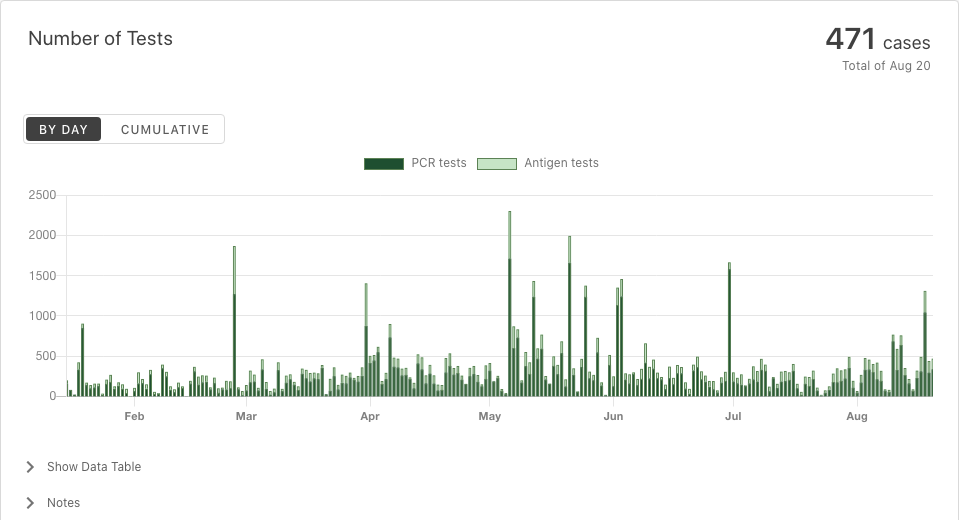 Number of Tests
471 cases
Total of Aug 20
BY DAY
CUMULATIVE
PCR tests
Antigen tests
2500
2000
1500
1000
500
0
Feb
Mar
Apr
May
Jun
Jul
Aug
Show Data Table
Notes